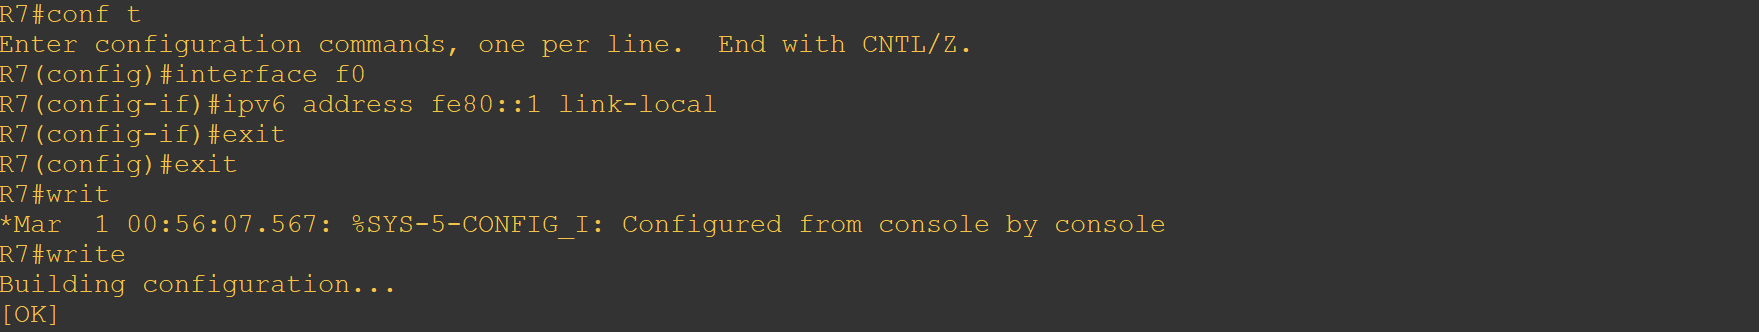 R7#conf t
Enter configuration commands, one per line.  End with CNTL/Z.
R7(config)#interface f0
R7(config-if)#ipv6 address fe80::1 link-local
R7(config-if)#exit
R7(config)#exit
R7#writ
*Mar  1 00:56:07.567: %SYS-5-CONFIG_I: Configured from console by console
R7#write
Building configuration...
[OK]